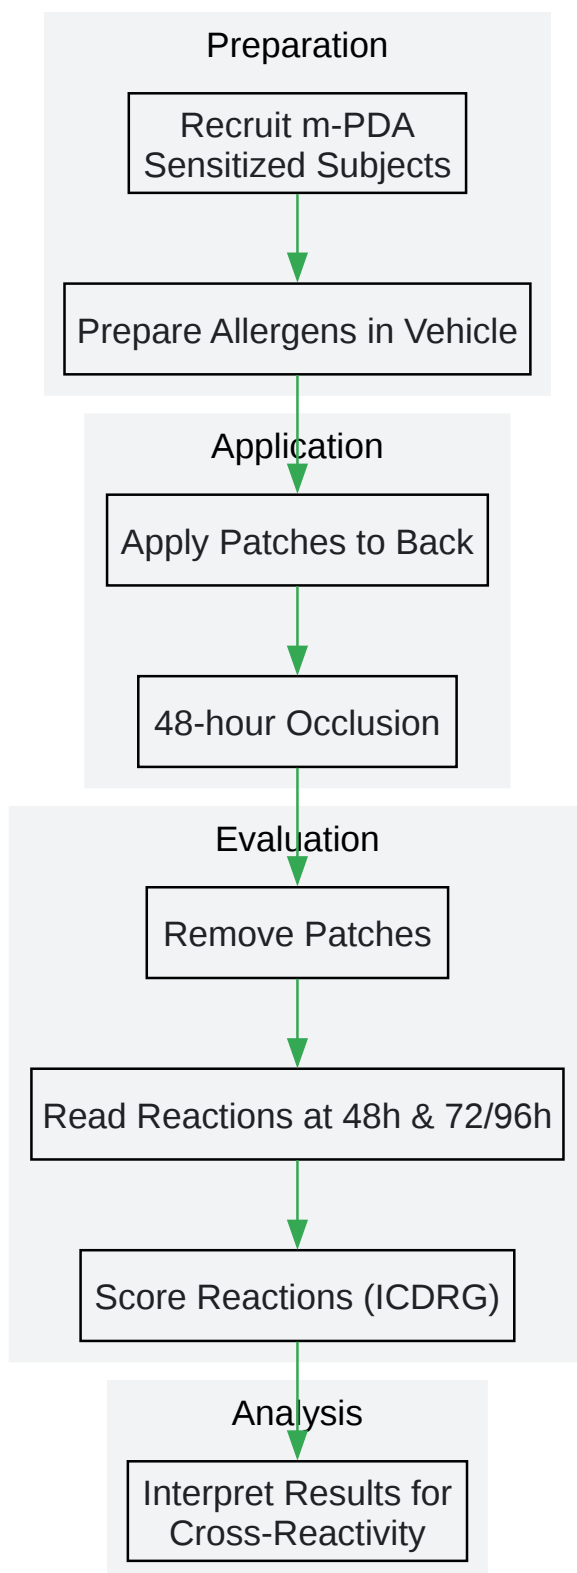 Preparation
Recruit m-PDA
Sensitized Subjects
Prepare Allergens in Vehicle
Application
Apply Patches to Back
48-hour Occlusion
Evaluation
Remove Patches
Read Reactions at 48h & 72/96h
Score Reactions (ICDRG)
Analysis
Interpret Results for
Cross-Reactivity